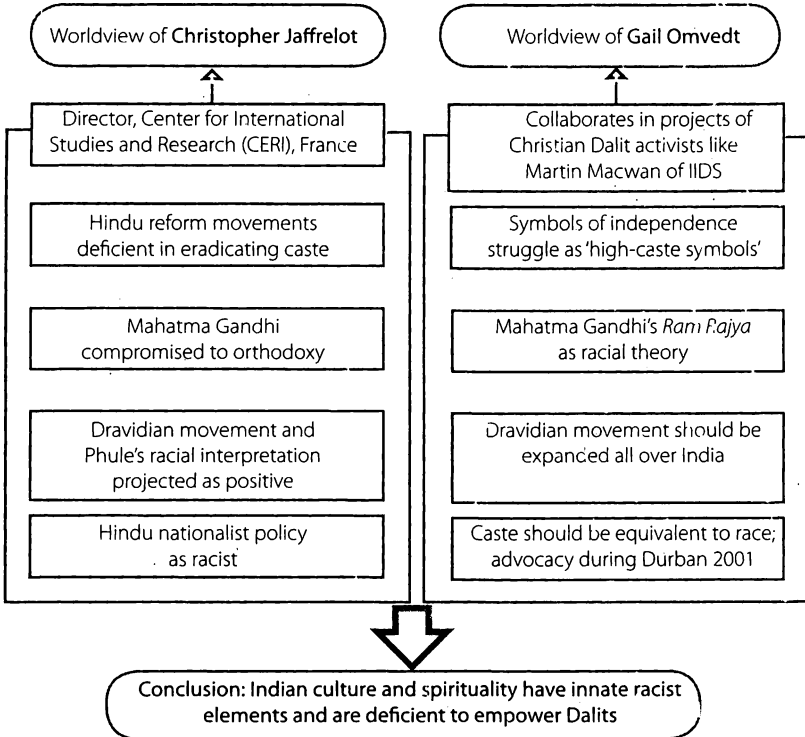 Worldview of Christopher Jaffrelot
Director, Center for International
Studies and Research (CERI), France
Hindu reform movements
deficient in eradicating caste
Mahatma Gandhi
compromised to orthodoxy
Dravidian movement and
Phule's racial interpretation
projected as positive
Hindu nationalist policy
as racist
Worldview of Gail Omvedt
Collaborates in projects of
Christian Dalit activists like
Martin Macwan of IIDS
Symbols of independence
struggle as 'high-caste symbols'
Mahatma Gandhi's Ram Rajya
as racial theory
Dravidian movement should be
expanded all over India
Caste should be equivalent to race;
advocacy during Durban 2001
Conclusion: Indian culture and spirituality have innate racist
elements and are deficient to empower Dalits